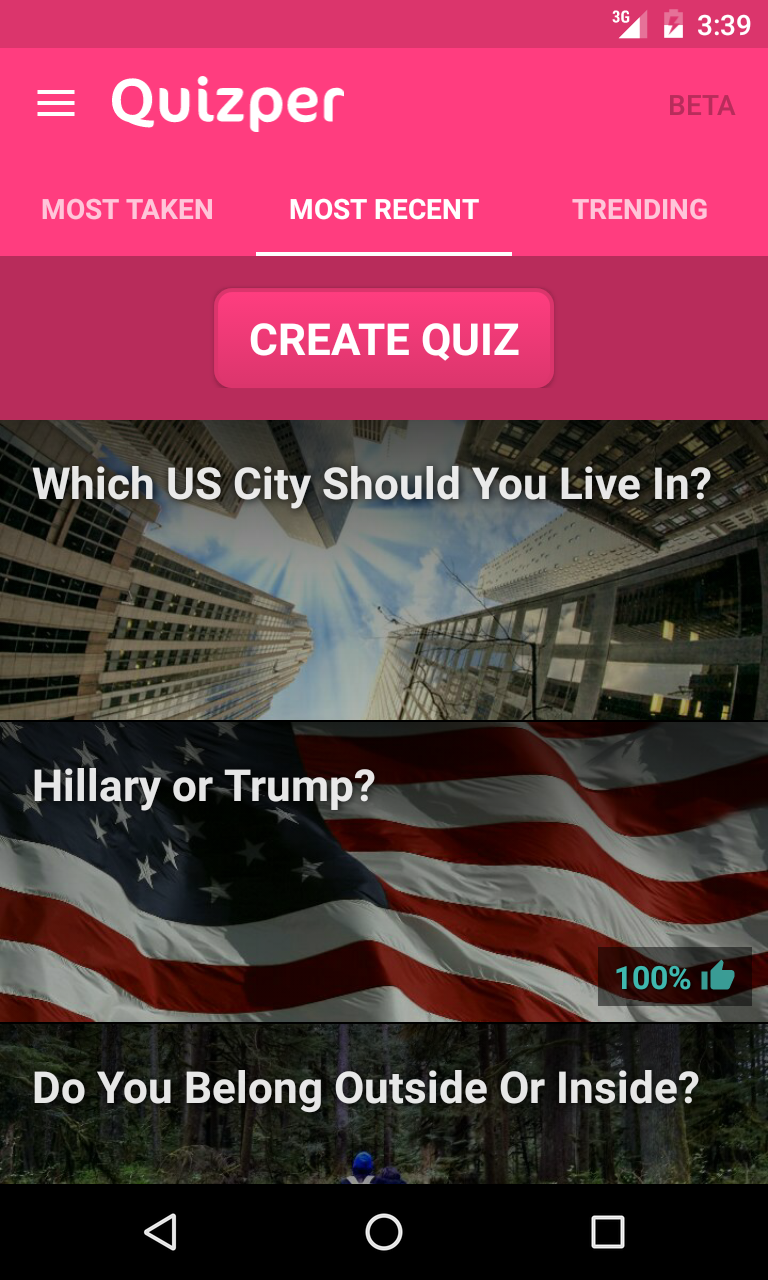 3G 3:39
Quizper BETA
MOST TAKEN MOST RECENT TRENDING
CREATE QUIZ
Which US City Should You Live In?
Hillary or Trump?
100%
Do You Belong Outside Or Inside?